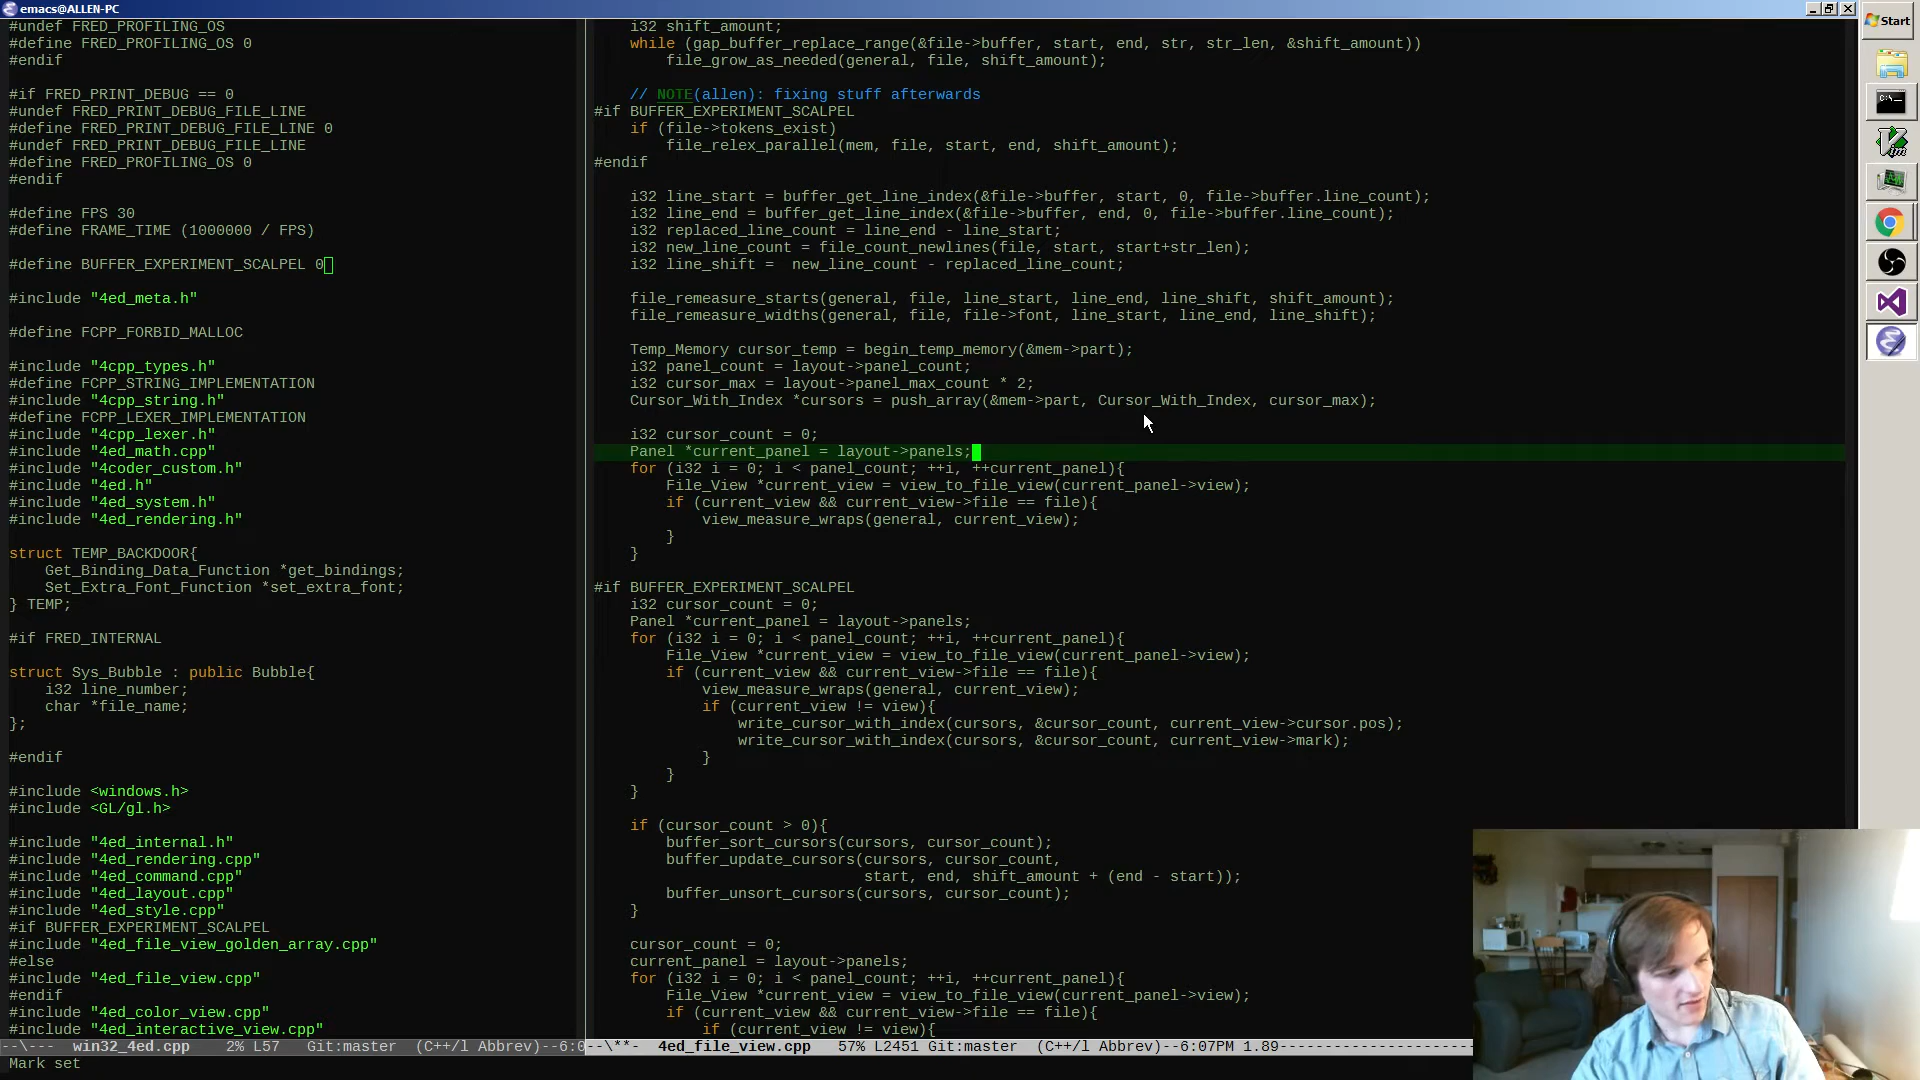 emacs@ALLEN-PC
#undef FRED_PROFILING_OS
#define FRED_PROFILING_OS 0
#endif
#if FRED_PRINT_DEBUG == 0
#undef FRED_PRINT_DEBUG_FILE_LINE
#define FRED_PRINT_DEBUG_FILE_LINE 0
#undef FRED_PRINT_DEBUG_FILE_LINE
#define FRED_PROFILING_OS 0
#endif
#define FPS 30
#define FRAME_TIME (1000000 / FPS)
#define BUFFER_EXPERIMENT_SCALPEL 0
#include "4ed_meta.h"
#define FCPP_FORBID_MALLOC
#include "4cpp_types.h"
#define FCPP_STRING_IMPLEMENTATION
#include "4cpp_string.h"
#define FCPP_LEXER_IMPLEMENTATION
#include "4cpp_lexer.h"
#include "4ed_math.cpp"
#include "4coder_custom.h"
#include "4ed.h"
#include "4ed_system.h"
#include "4ed_rendering.h"
struct TEMP_BACKDOOR{
    Get_Binding_Data_Function *get_bindings;
    Set_Extra_Font_Function *set_extra_font;
} TEMP;
#if FRED_INTERNAL
struct Sys_Bubble : public Bubble{
    i32 line_number;
    char *file_name;
};
#endif
#include <windows.h>
#include <GL/gl.h>
#include "4ed_internal.h"
#include "4ed_rendering.cpp"
#include "4ed_command.cpp"
#include "4ed_layout.cpp"
#include "4ed_style.cpp"
#if BUFFER_EXPERIMENT_SCALPEL
#include "4ed_file_view_golden_array.cpp"
#else
#include "4ed_file_view.cpp"
#endif
#include "4ed_color_view.cpp"
#include "4ed_interactive_view.cpp"
--\---  win32_4ed.cpp    2% L57   Git:master  (C++/l Abbrev)--6:0
Mark set
    i32 shift_amount;
    while (gap_buffer_replace_range(&file->buffer, start, end, str, str_len, &shift_amount))
        file_grow_as_needed(general, file, shift_amount);
    // NOTE(allen): fixing stuff afterwards
#if BUFFER_EXPERIMENT_SCALPEL
    if (file->tokens_exist)
        file_relex_parallel(mem, file, start, end, shift_amount);
#endif
    i32 line_start = buffer_get_line_index(&file->buffer, start, 0, file->buffer.line_count);
    i32 line_end = buffer_get_line_index(&file->buffer, end, 0, file->buffer.line_count);
    i32 replaced_line_count = line_end - line_start;
    i32 new_line_count = file_count_newlines(file, start, start+str_len);
    i32 line_shift =  new_line_count - replaced_line_count;
    file_remeasure_starts(general, file, line_start, line_end, line_shift, shift_amount);
    file_remeasure_widths(general, file, file->font, line_start, line_end, line_shift);
    Temp_Memory cursor_temp = begin_temp_memory(&mem->part);
    i32 panel_count = layout->panel_count;
    i32 cursor_max = layout->panel_max_count * 2;
    Cursor_With_Index *cursors = push_array(&mem->part, Cursor_With_Index, cursor_max);
    i32 cursor_count = 0;
    Panel *current_panel = layout->panels;
    for (i32 i = 0; i < panel_count; ++i, ++current_panel){
        File_View *current_view = view_to_file_view(current_panel->view);
        if (current_view && current_view->file == file){
            view_measure_wraps(general, current_view);
        }
    }
#if BUFFER_EXPERIMENT_SCALPEL
    i32 cursor_count = 0;
    Panel *current_panel = layout->panels;
    for (i32 i = 0; i < panel_count; ++i, ++current_panel){
        File_View *current_view = view_to_file_view(current_panel->view);
        if (current_view && current_view->file == file){
            view_measure_wraps(general, current_view);
            if (current_view != view){
                write_cursor_with_index(cursors, &cursor_count, current_view->cursor.pos);
                write_cursor_with_index(cursors, &cursor_count, current_view->mark);
            }
        }
    }
    if (cursor_count > 0){
        buffer_sort_cursors(cursors, cursor_count);
        buffer_update_cursors(cursors, cursor_count,
                              start, end, shift_amount + (end - start));
        buffer_unsort_cursors(cursors, cursor_count);
    }
    cursor_count = 0;
    current_panel = layout->panels;
    for (i32 i = 0; i < panel_count; ++i, ++current_panel){
        File_View *current_view = view_to_file_view(current_panel->view);
        if (current_view && current_view->file == file){
            if (current_view != view){
--\**-  4ed_file_view.cpp    57% L2451 Git:master  (C++/l Abbrev)--6:07PM 1.89------------------------
Start